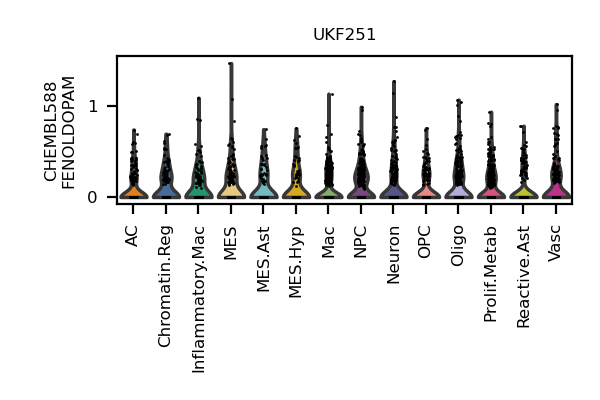 UKF251
CHEMBL588
FENOLDOPAM
1
0
AC
Chromatin.Reg
Inflammatory.Mac
MES
MES.Ast
MES.Hyp
Mac
NPC
Neuron
OPC
Oligo
Prolif.Metab
Reactive.Ast
Vasc